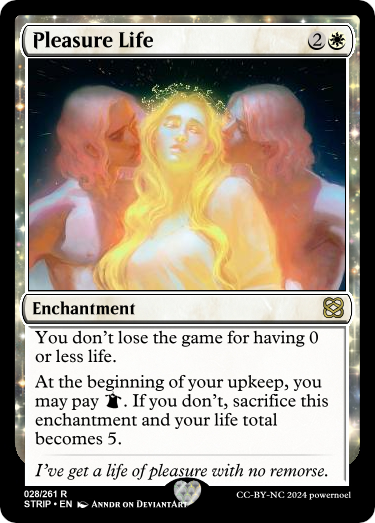 Pleasure Life 2
Enchantment
You don't lose the game for having 0
or less life.
At the beginning of your upkeep, you
may pay . If you don't, sacrifice this
enchantment and your life total
becomes 5.
I've get a life of pleasure with no remorse.
028/261 R
STRIP • EN Anndr on DeviantArt
CC-BY-NC 2024 powernoel